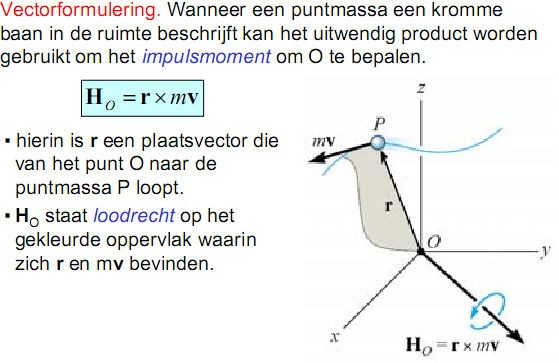 Vectorformulering. Wanneer een puntmassa een kromme
baan in de ruimte beschrijft kan het uitwendig product worden
gebruikt om het impulsmoment om O te bepalen.
H_O = r × mv
▪ hierin is r een plaatsvector die
van het punt O naar de
puntmassa P loopt.
▪ H_O staat loodrecht op het
gekleurde oppervlak waarin
zich r en mv bevinden.
z
P
mv
r
O
y
x
H_O = r × mv